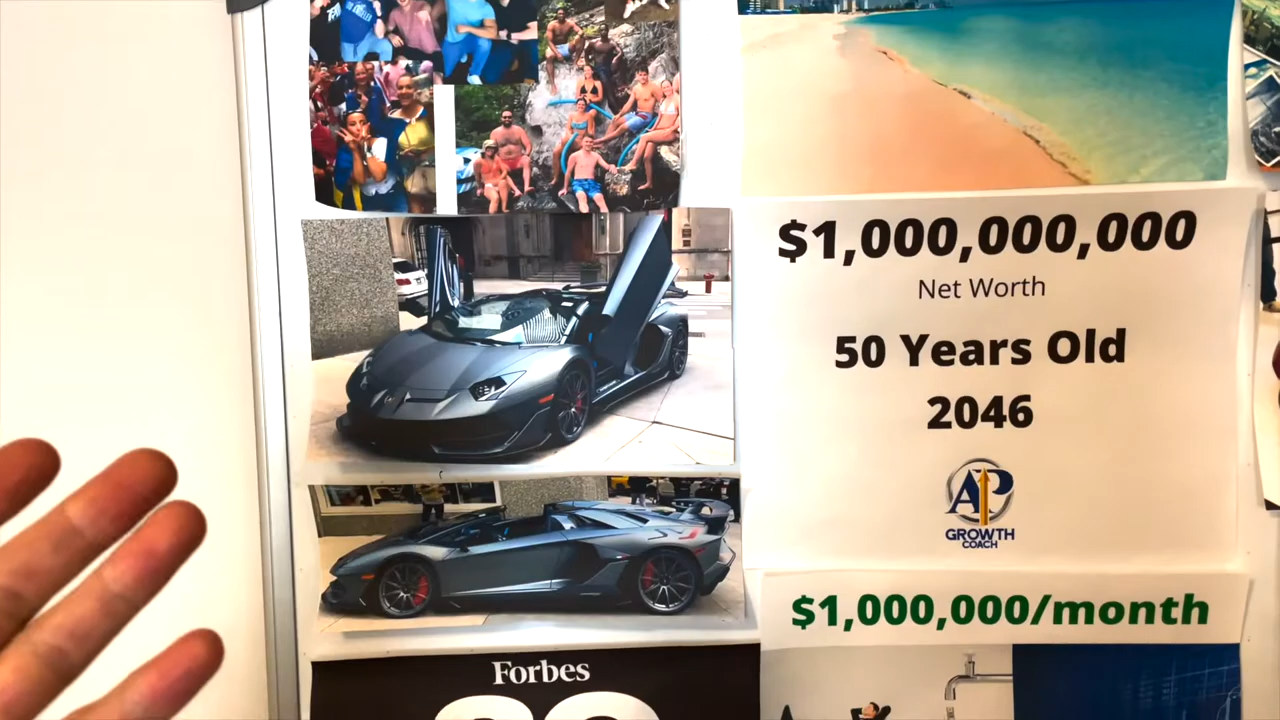 $1,000,000,000
Net Worth
50 Years Old
2046
AP
GROWTH
COACH
$1,000,000/month
Forbes